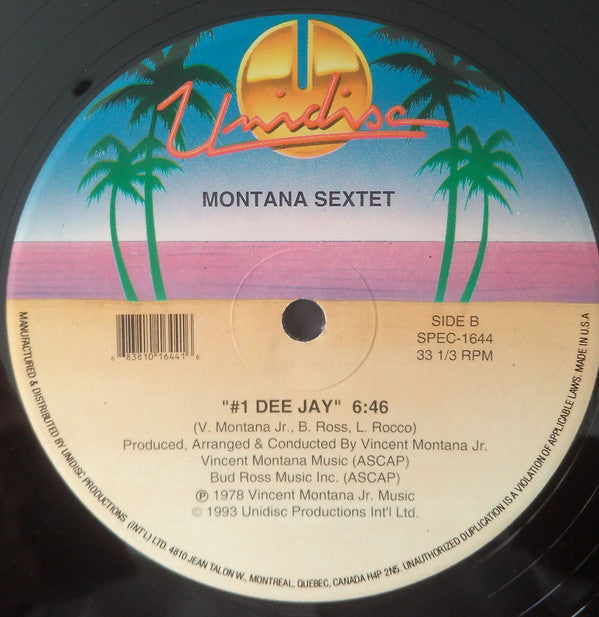 Unidisc
MONTANA SEXTET
6 83810 16441 6
SIDE B
SPEC-1644
33 1/3 RPM
"#1 DEE JAY" 6:46
(V. Montana Jr., B. Ross, L. Rocco)
Produced, Arranged & Conducted By Vincent Montana Jr.
Vincent Montana Music (ASCAP)
Bud Ross Music Inc. (ASCAP)
℗ 1978 Vincent Montana Jr. Music
© 1993 Unidisc Productions Int'l Ltd.
MANUFACTURED & DISTRIBUTED BY UNIDISC PRODUCTIONS. (INT'L) LTD. 4810 JEAN TALON W., MONTREAL, QUEBEC, CANADA H4P 2N5. UNAUTHORIZED DUPLICATION IS A VIOLATION OF APPLICABLE LAWS. MADE IN U.S.A